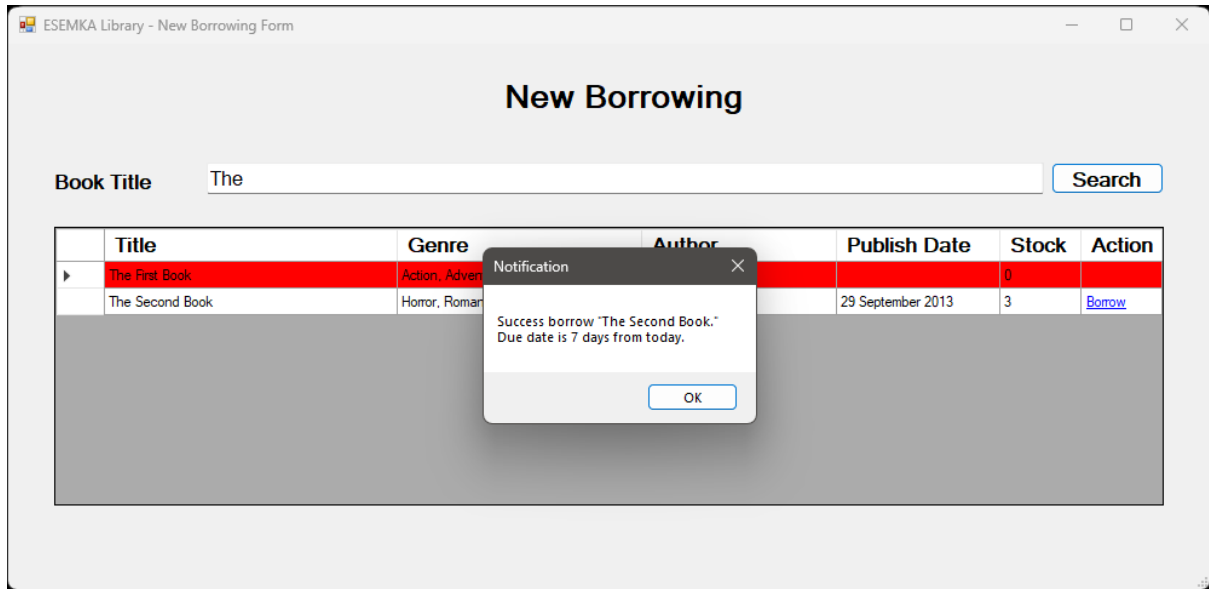 ESEMKA Library - New Borrowing Form
New Borrowing
Book Title The Search
Title Genre Author Publish Date Stock Action
The First Book Action, 0
The Second Book Horror, 29 September 2013 3 Borrow
Notification
Success borrow "The Second Book."
Due date is 7 days from today.
OK